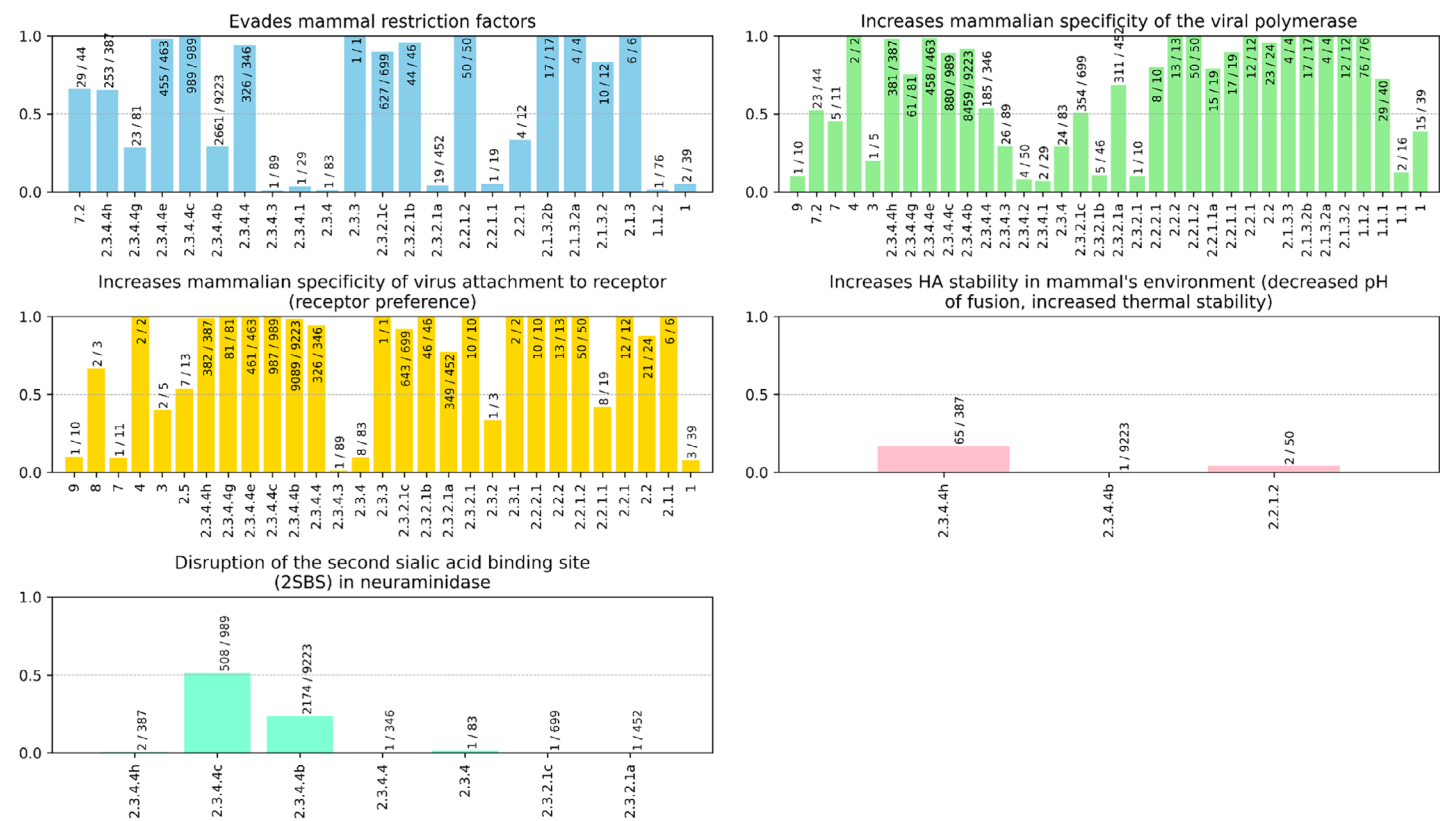 Evades mammal restriction factors
1.0
0.5
0.0
29 / 44
253 / 387
23 / 81
455 / 463
989 / 989
2661 / 9223
326 / 346
1 / 89
1 / 29
1 / 83
1 / 1
627 / 699
44 / 46
19 / 452
50 / 50
1 / 19
4 / 12
17 / 17
4 / 4
10 / 12
6 / 6
1 / 76
2 / 39
7.2
2.3.4.4h
2.3.4.4g
2.3.4.4e
2.3.4.4c
2.3.4.4b
2.3.4.4
2.3.4.3
2.3.4.1
2.3.4
2.3.3
2.3.2.1c
2.3.2.1b
2.3.2.1a
2.2.1.2
2.2.1.1
2.2.1
2.1.3.2b
2.1.3.2a
2.1.3.2
2.1.3
1.1.2
1
Increases mammalian specificity of the viral polymerase
1.0
0.5
0.0
1 / 10
23 / 44
5 / 11
2 / 2
1 / 5
381 / 387
61 / 81
458 / 463
880 / 989
8459 / 9223
185 / 346
26 / 89
4 / 50
2 / 29
24 / 83
354 / 699
5 / 46
311 / 452
1 / 10
8 / 10
13 / 13
50 / 50
15 / 19
17 / 19
12 / 12
23 / 24
4 / 4
17 / 17
4 / 4
12 / 12
76 / 76
29 / 40
2 / 16
15 / 39
9
7.2
7
4
3
2.3.4.4h
2.3.4.4g
2.3.4.4e
2.3.4.4c
2.3.4.4b
2.3.4.4
2.3.4.3
2.3.4.2
2.3.4.1
2.3.4
2.3.2.1c
2.3.2.1b
2.3.2.1a
2.3.2.1
2.2.2.1
2.2.2
2.2.1.2
2.2.1.1a
2.2.1.1
2.2.1
2.2
2.1.3.3
2.1.3.2b
2.1.3.2a
2.1.3.2
1.1.2
1.1.1
1.1
1
Increases mammalian specificity of virus attachment to receptor
(receptor preference)
1.0
0.5
0.0
1 / 10
2 / 3
1 / 11
2 / 2
2 / 5
7 / 13
382 / 387
81 / 81
461 / 463
987 / 989
9089 / 9223
326 / 346
1 / 89
8 / 83
1 / 1
643 / 699
46 / 46
349 / 452
10 / 10
1 / 3
2 / 2
10 / 10
13 / 13
50 / 50
8 / 19
12 / 12
21 / 24
6 / 6
3 / 39
9
8
7
4
3
2.5
2.3.4.4h
2.3.4.4g
2.3.4.4e
2.3.4.4c
2.3.4.4b
2.3.4.4
2.3.4.3
2.3.4
2.3.3
2.3.2.1c
2.3.2.1b
2.3.2.1a
2.3.2.1
2.3.2
2.3.1
2.2.2.1
2.2.2
2.2.1.2
2.2.1.1
2.2.1
2.2
2.1.1
1
Increases HA stability in mammal's environment (decreased pH
of fusion, increased thermal stability)
1.0
0.5
0.0
65 / 387
1 / 9223
2 / 50
2.3.4.4h
2.3.4.4b
2.2.1.2
Disruption of the second sialic acid binding site
(2SBS) in neuraminidase
1.0
0.5
0.0
2 / 387
508 / 989
2174 / 9223
1 / 346
1 / 83
1 / 699
1 / 452
2.3.4.4h
2.3.4.4c
2.3.4.4b
2.3.4.4
2.3.4
2.3.2.1c
2.3.2.1a